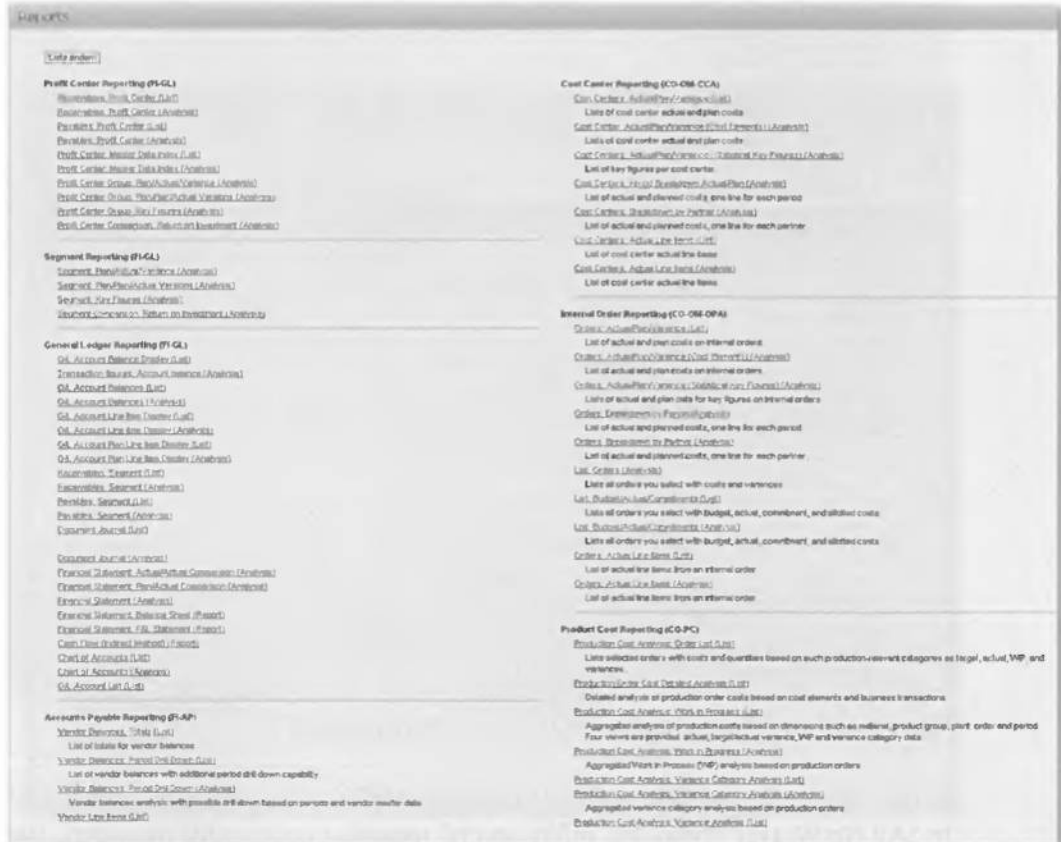 Reports
Profit Center Reporting (FI-GL)
Receivables, Profit Center (List)
Receivables, Profit Center (Analysis)
Payables, Profit Center (List)
Payables, Profit Center (Analysis)
Profit Center, Master Data Index (List)
Profit Center, Master Data Index (Analysis)
Profit Center Group, Plan/Actual/Variance (Analysis)
Profit Center Group, Plan/Plan/Actual Versions (Analysis)
Profit Center Group, Key Figures (Analysis)
Profit Center Comparison, Return on Investment (Analysis)
Segment Reporting (FI-GL)
Segment, Plan/Actual/Variance (Analysis)
Segment, Plan/Plan/Actual Versions (Analysis)
Segment, Key Figures (Analysis)
Segment Comparison, Return on Investment (Analysis)
General Ledger Reporting (FI-GL)
G/L Account Balance Display (List)
Transaction figures, Account balance (Analysis)
G/L Account Balances (List)
G/L Account Balances (Analysis)
G/L Account Line Item Display (List)
G/L Account Line Item Display (Analysis)
G/L Account Plan Line Item Display (List)
G/L Account Plan Line Item Display (Analysis)
Receivables, Segment (List)
Receivables, Segment (Analysis)
Payables, Segment (List)
Payables, Segment (Analysis)
Document Journal (List)
Document Journal (Analysis)
Financial Statement, Actual/Actual Comparison (Analysis)
Financial Statement, Plan/Actual Comparison (Analysis)
Financial Statement (Analysis)
Financial Statement, Balance Sheet (Report)
Financial Statement, P&L Statement (Report)
Cash Flow (Indirect Method) (Report)
Chart of Accounts (List)
Chart of Accounts (Analysis)
G/L Account List (List)
Accounts Payable Reporting (FI-AP)
Vendor Balances, Totals (List)
List of totals for vendor balances
Vendor Balances, Period Drill Down (List)
List of vendor balances with additional period drill down capability
Vendor Balances, Period Drill Down (Analysis)
Vendor balances analysis with possible drill down based on periods and vendor master data
Vendor Line Items (List)
Cost Center Reporting (CO-OM-CCA)
Cost Centers, Actual/Plan/Variance (List)
Lists of cost center actual and plan costs
Cost Center, Actual/Plan/Variance (Cost Elements) (Analysis)
Lists of cost center actual and plan costs
Cost Centers, Actual/Plan/Variance (Statistical Key Figures) (Analysis)
List of key figures per cost center
Cost Centers, Period Breakdown Actual/Plan (Analysis)
List of actual and planned costs, one line for each period
Cost Centers, Breakdown by Partner (Analysis)
List of actual and planned costs, one line for each partner
Cost Centers, Actual Line Items (List)
List of cost center actual line items
Cost Centers, Actual Line Items (Analysis)
List of cost center actual line items
Internal Order Reporting (CO-OM-OPA)
Orders, Actual/Plan/Variance (List)
List of actual and plan costs on internal orders
Orders, Actual/Plan/Variance (Cost Elements) (Analysis)
List of actual and plan costs on internal orders
Orders, Actual/Plan/Variance (Statistical Key Figures) (Analysis)
Lists of actual and plan data for key figures on internal orders
Orders, Breakdown by Period (Analysis)
List of actual and planned costs, one line for each period
Orders, Breakdown by Partner (Analysis)
List of actual and planned costs, one line for each partner
List, Orders (Analysis)
Lists all orders you select with costs and variances
List, Budget/Actual/Commitments (List)
Lists all orders you select with budget, actual, commitment, and allotted costs
List, Budget/Actual/Commitments (Analysis)
Lists all orders you select with budget, actual, commitment, and allotted costs
Orders, Actual Line Items (List)
List of actual line items from an internal order
Orders, Actual Line Items (Analysis)
List of actual line items from an internal order
Product Cost Reporting (CO-PC)
Production Cost Analysis, Order List (List)
Lists selected orders with costs and quantities based on such production-relevant categories as target, actual, WIP, and
variances.
Production Order Cost Detailed Analysis (List)
Detailed analysis of production order costs based on cost elements and business transactions
Production Cost Analysis, Work in Progress (List)
Aggregated analysis of production costs based on dimensions such as material, product group, plant, order and period
Four views are provided: actual, target/actual variance, WIP and variance category data
Production Cost Analysis, Work in Progress (Analysis)
Aggregated Work in Process (WIP) analysis based on production orders
Production Cost Analysis, Variance Category Analysis (List)
Production Cost Analysis, Variance Category Analysis (Analysis)
Aggregated variance category analysis based on production orders
Production Cost Analysis, Variance Analysis (List)